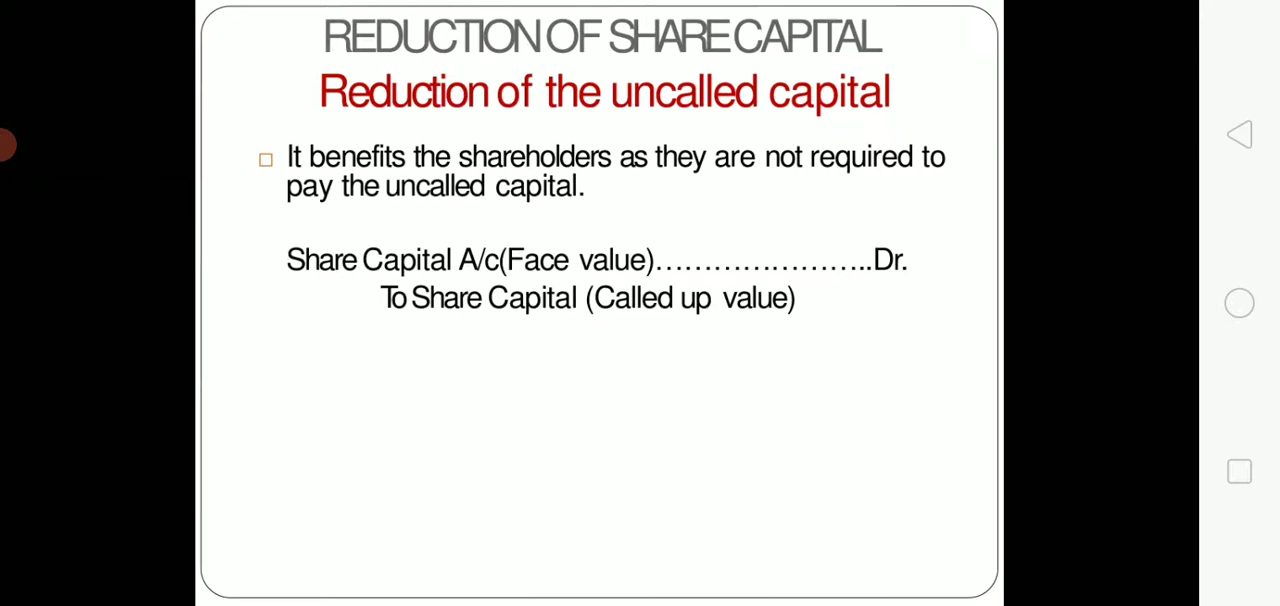 REDUCTION OF SHARE CAPITAL
Reduction of the uncalled capital
It benefits the shareholders as they are not required to
pay the uncalled capital.
Share Capital A/c(Face value)……………………..Dr.
To Share Capital (Called up value)